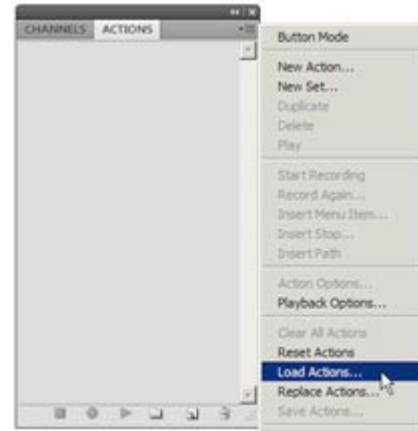 CHANNELS ACTIONS
Button Mode
New Action...
New Set...
Duplicate
Delete
Play
Start Recording
Record Again...
Insert Menu Item...
Insert Stop...
Insert Path
Action Options...
Playback Options...
Clear All Actions
Reset Actions
Load Actions...
Replace Actions...
Save Actions...